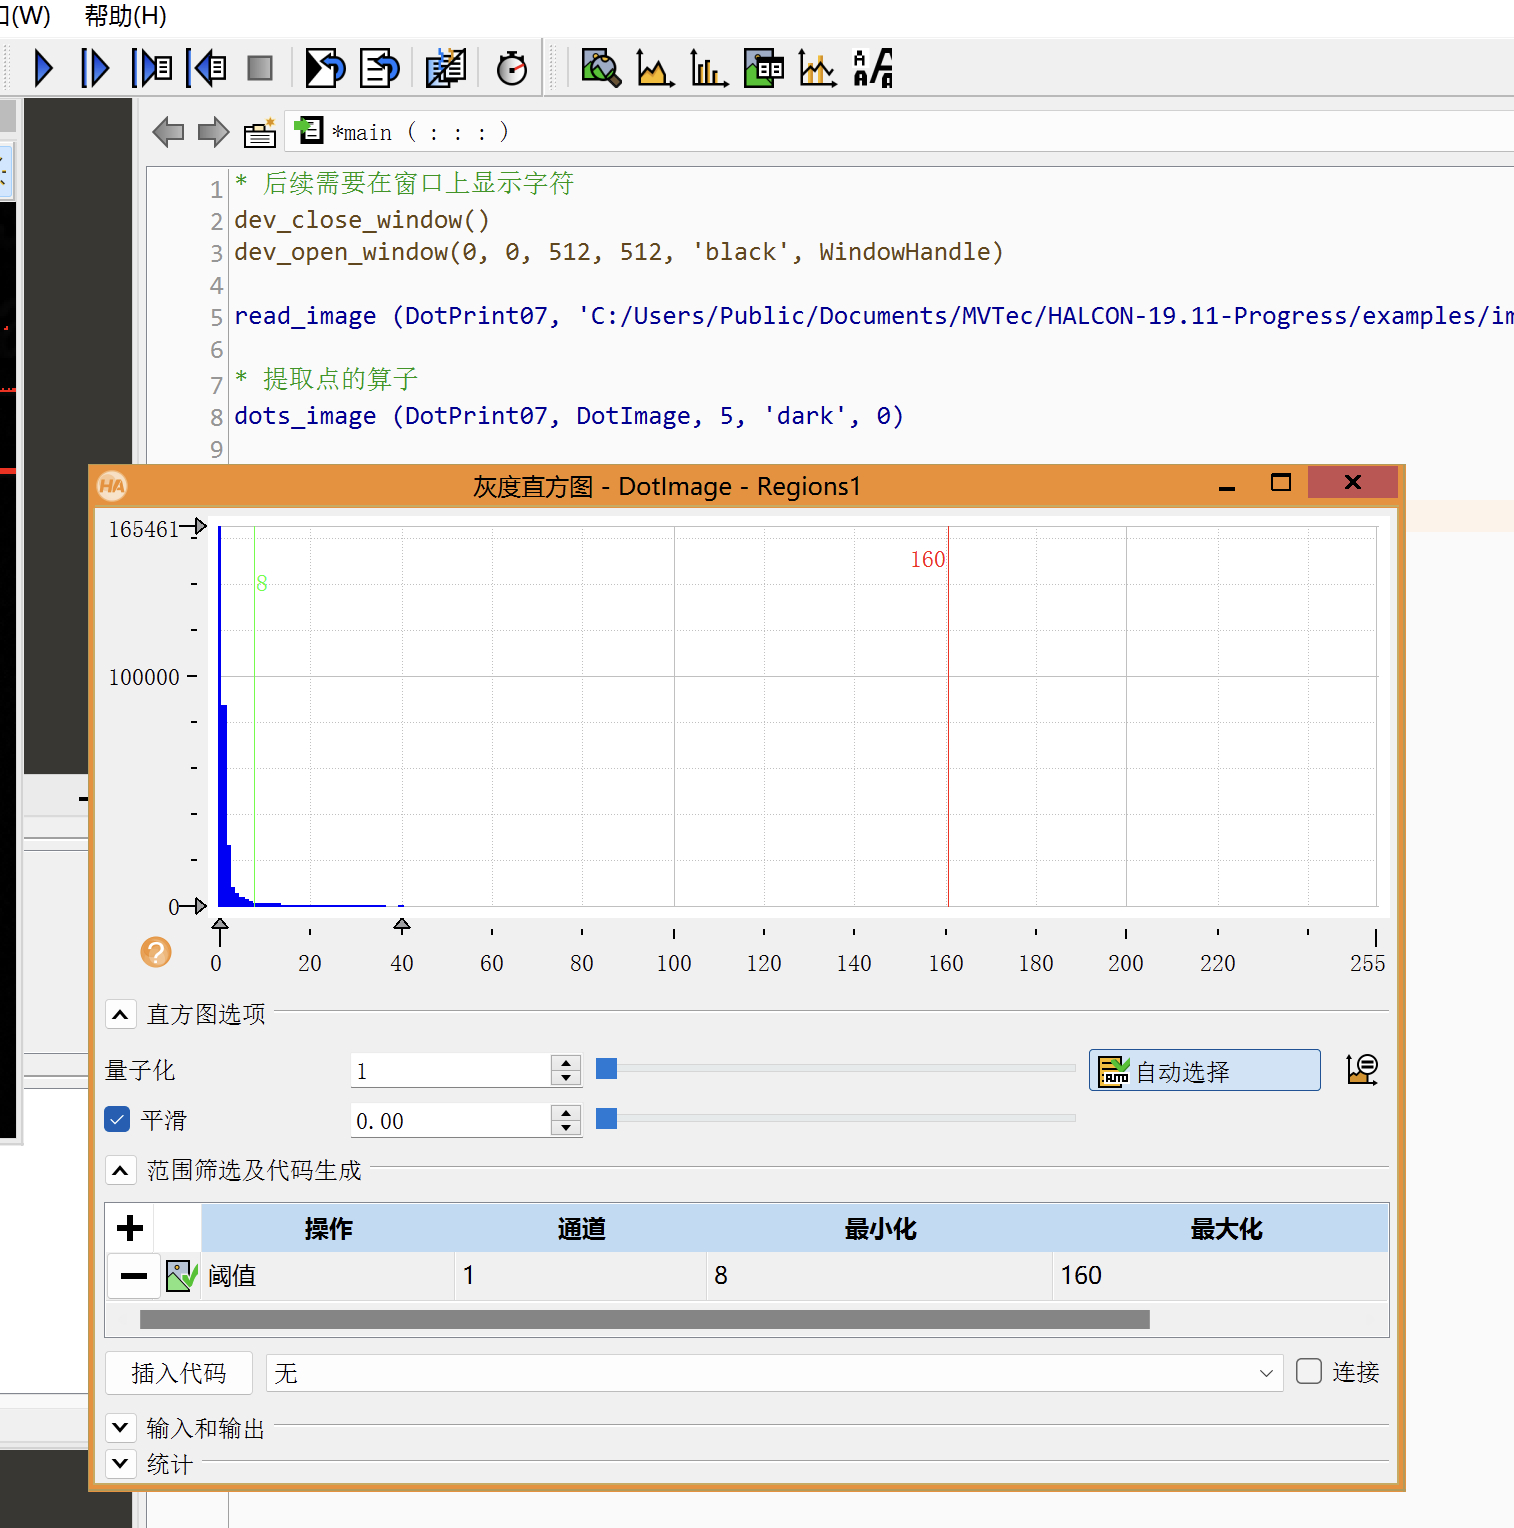 口(W) 帮助(H)
*main ( : : : )
1 * 后续需要在窗口上显示字符
2 dev_close_window()
3 dev_open_window(0, 0, 512, 512, 'black', WindowHandle)
4
5 read_image (DotPrint07, 'C:/Users/Public/Documents/MVTec/HALCON-19.11-Progress/examples/im
6
7 * 提取点的算子
8 dots_image (DotPrint07, DotImage, 5, 'dark', 0)
9
HA 灰度直方图 - DotImage - Regions1
165461
160
8
100000
0
0 20 40 60 80 100 120 140 160 180 200 220 255
直方图选项
量子化 1 自动选择
平滑 0.00
范围筛选及代码生成
操作 通道 最小化 最大化
阈值 1 8 160
插入代码 无 连接
输入和输出
统计